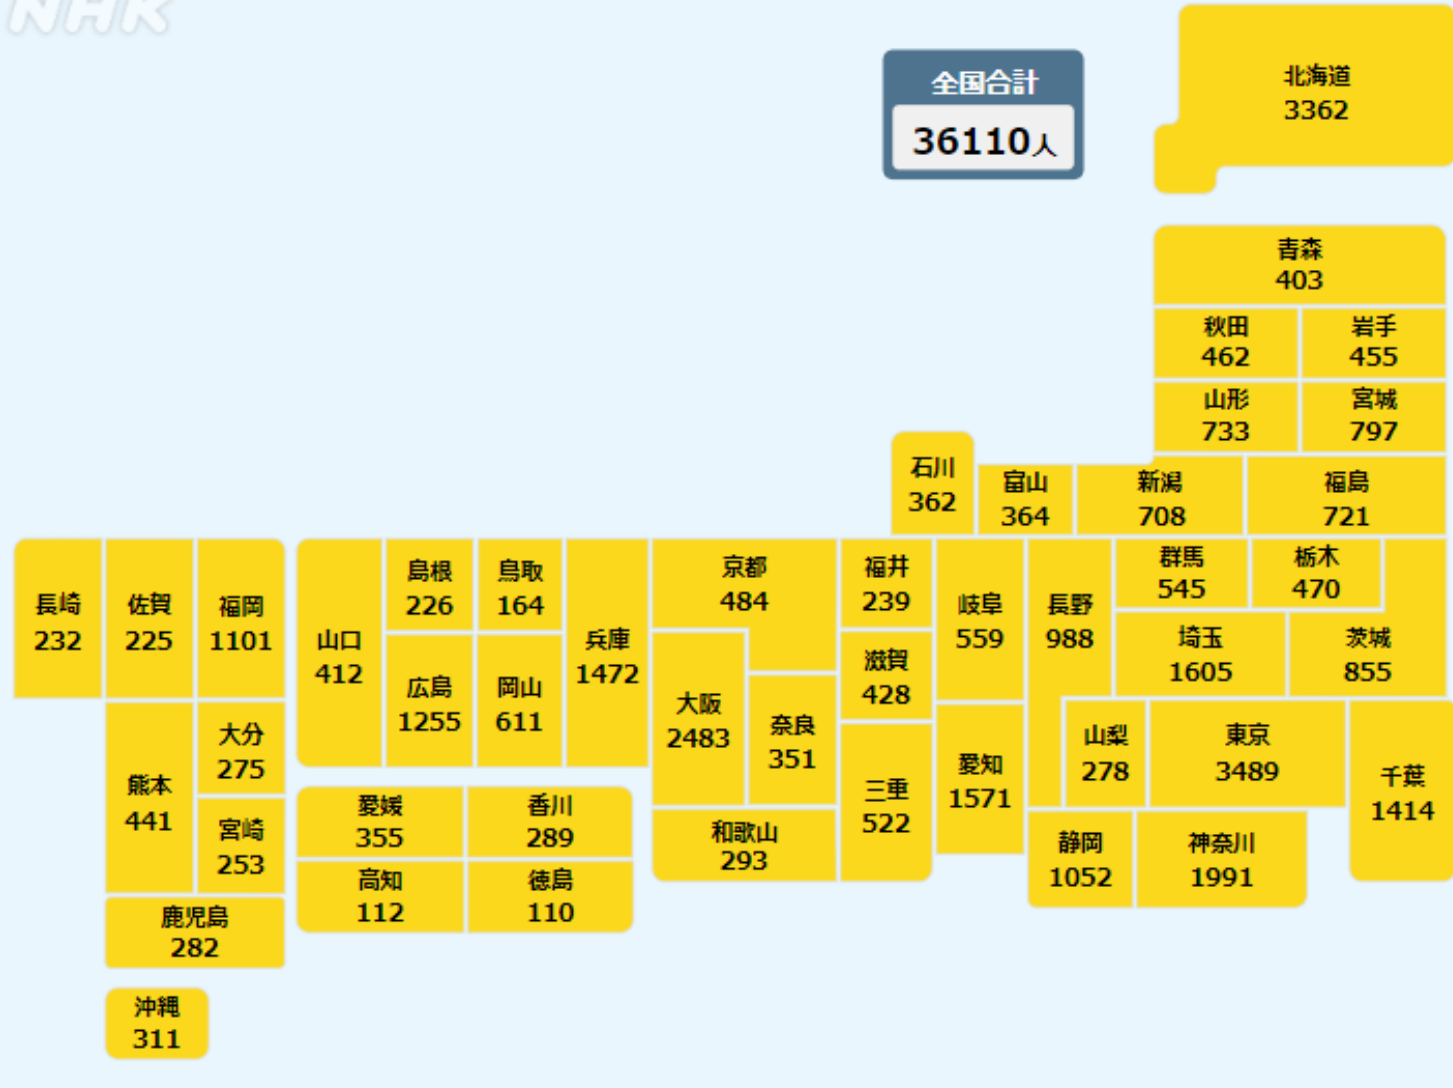 NHK
全国合計
36110人
北海道
3362
青森
403
秋田
462
岩手
455
山形
733
宮城
797
石川
362
富山
364
新潟
708
福島
721
長崎
232
佐賀
225
福岡
1101
山口
412
島根
226
鳥取
164
兵庫
1472
京都
484
福井
239
岐阜
559
長野
988
群馬
545
栃木
470
広島
1255
岡山
611
滋賀
428
埼玉
1605
茨城
855
大阪
2483
奈良
351
熊本
441
大分
275
三重
522
愛知
1571
山梨
278
東京
3489
千葉
1414
宮崎
253
愛媛
355
香川
289
和歌山
293
静岡
1052
神奈川
1991
高知
112
徳島
110
鹿児島
282
沖縄
311